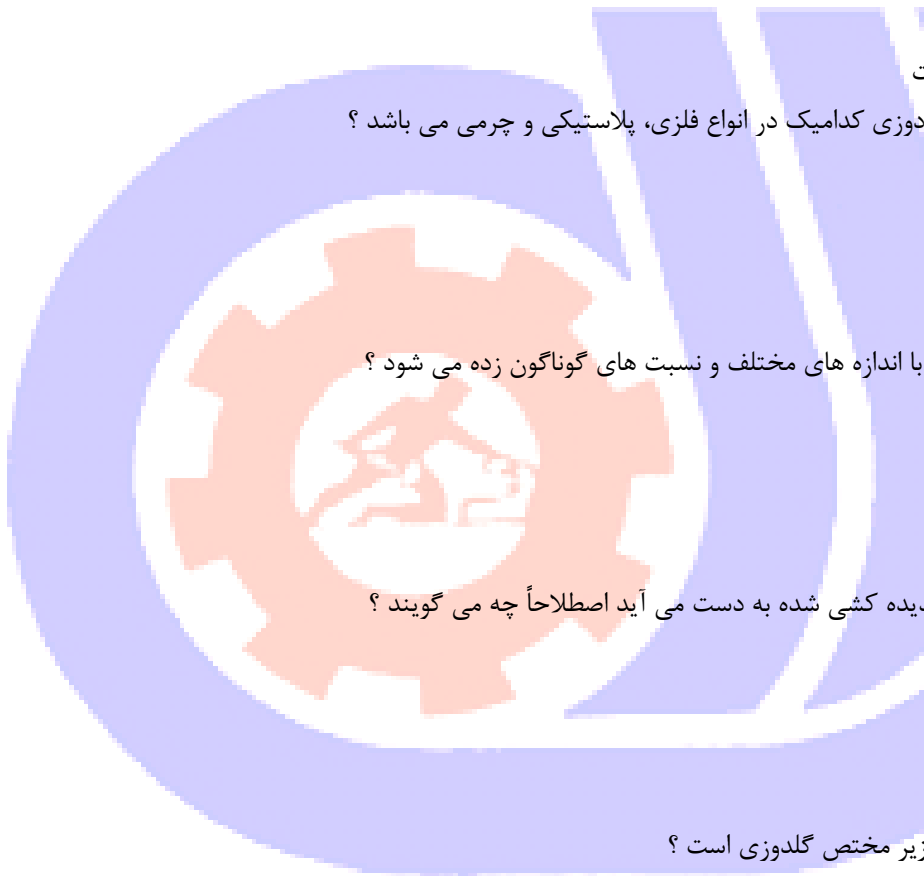 ت
دوزی کدامیک در انواع فلزی، پلاستیکی و چرمی می باشد ؟
با اندازه های مختلف و نسبت های گوناگون زده می شود ؟
دیده کشی شده به دست می آید اصطلاحاً چه می گویند ؟
زیر مختص گلدوزی است ؟